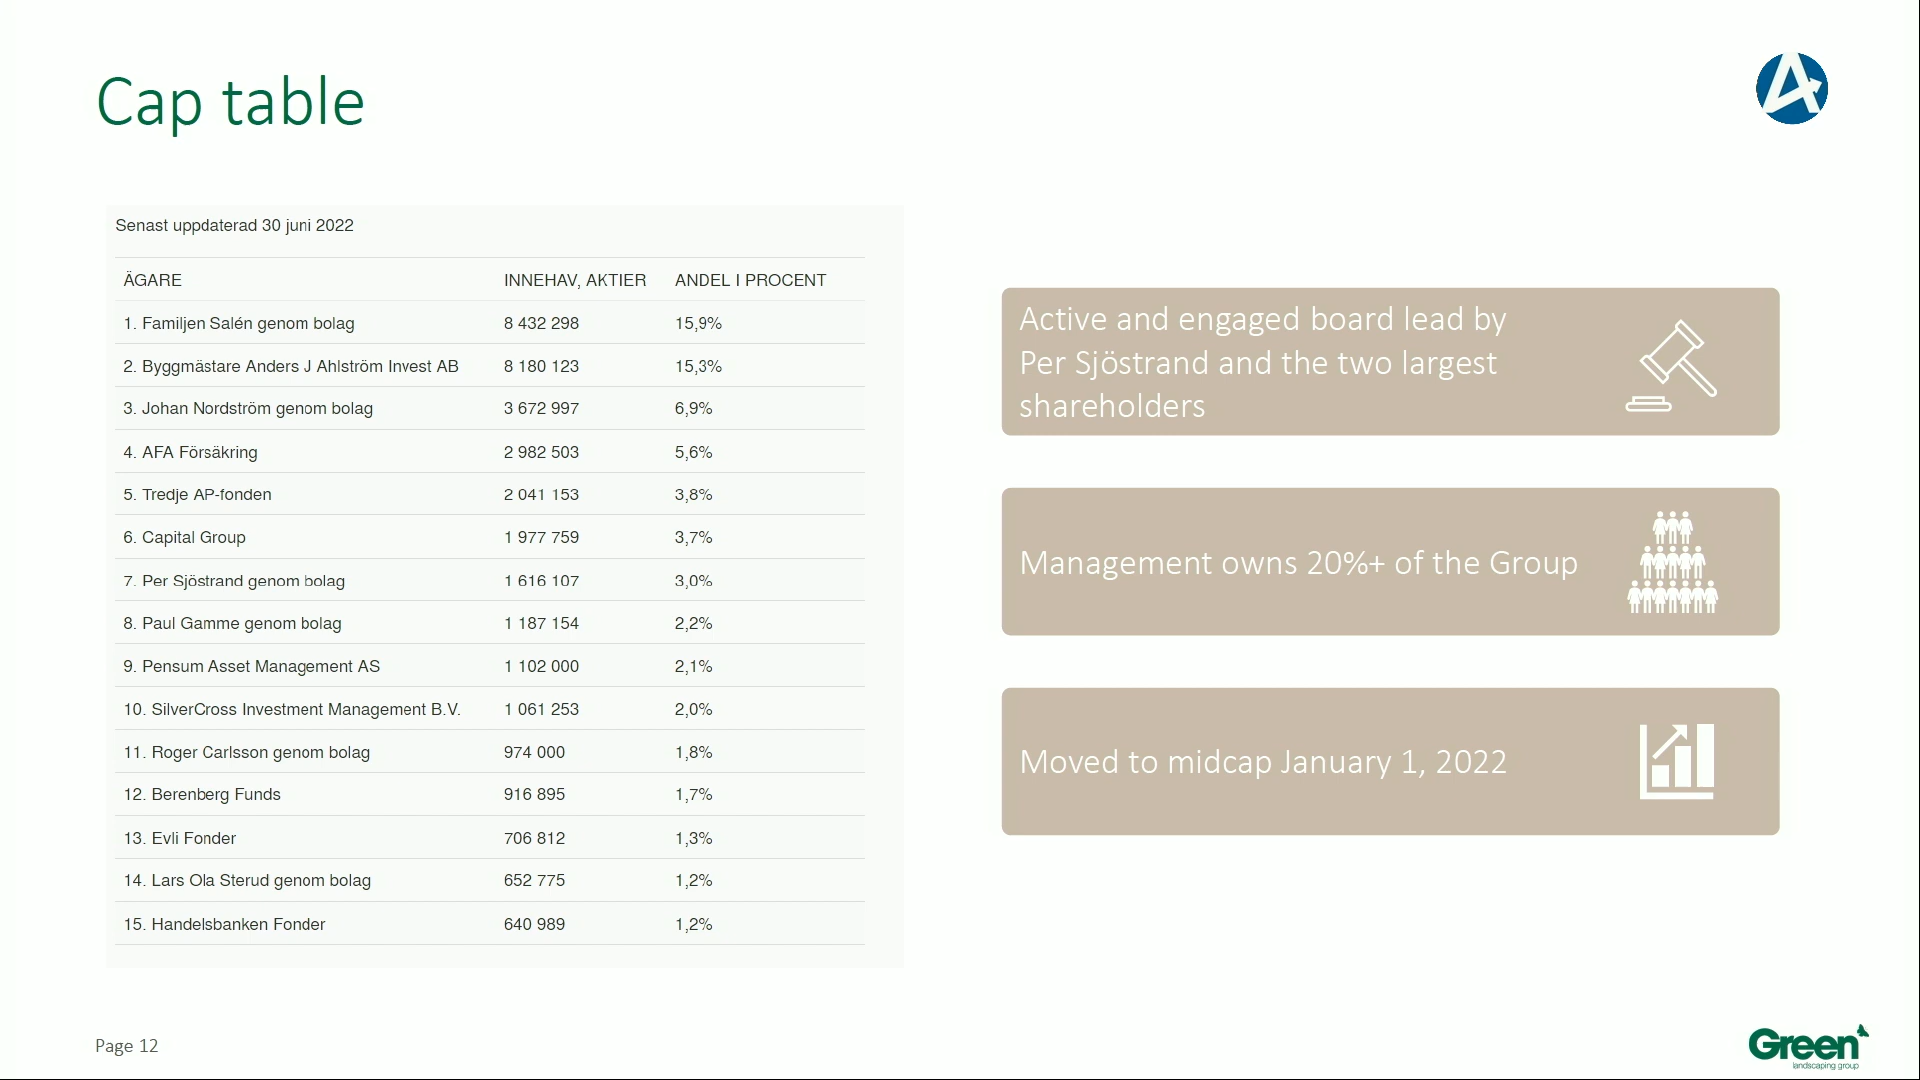 Cap table
Senast uppdaterad 30 juni 2022
ÄGARE INNEHAV, AKTIER ANDEL I PROCENT
1. Familjen Salén genom bolag 8 432 298 15,9%
2. Byggmästare Anders J Ahlström Invest AB 8 180 123 15,3%
3. Johan Nordström genom bolag 3 672 997 6,9%
4. AFA Försäkring 2 982 503 5,6%
5. Tredje AP-fonden 2 041 153 3,8%
6. Capital Group 1 977 759 3,7%
7. Per Sjöstrand genom bolag 1 616 107 3,0%
8. Paul Gamme genom bolag 1 187 154 2,2%
9. Pensum Asset Management AS 1 102 000 2,1%
10. SilverCross Investment Management B.V. 1 061 253 2,0%
11. Roger Carlsson genom bolag 974 000 1,8%
12. Berenberg Funds 916 895 1,7%
13. Evli Fonder 706 812 1,3%
14. Lars Ola Sterud genom bolag 652 775 1,2%
15. Handelsbanken Fonder 640 989 1,2%
Active and engaged board lead by
Per Sjöstrand and the two largest
shareholders
Management owns 20%+ of the Group
Moved to midcap January 1, 2022
Page 12
Green
landscaping group